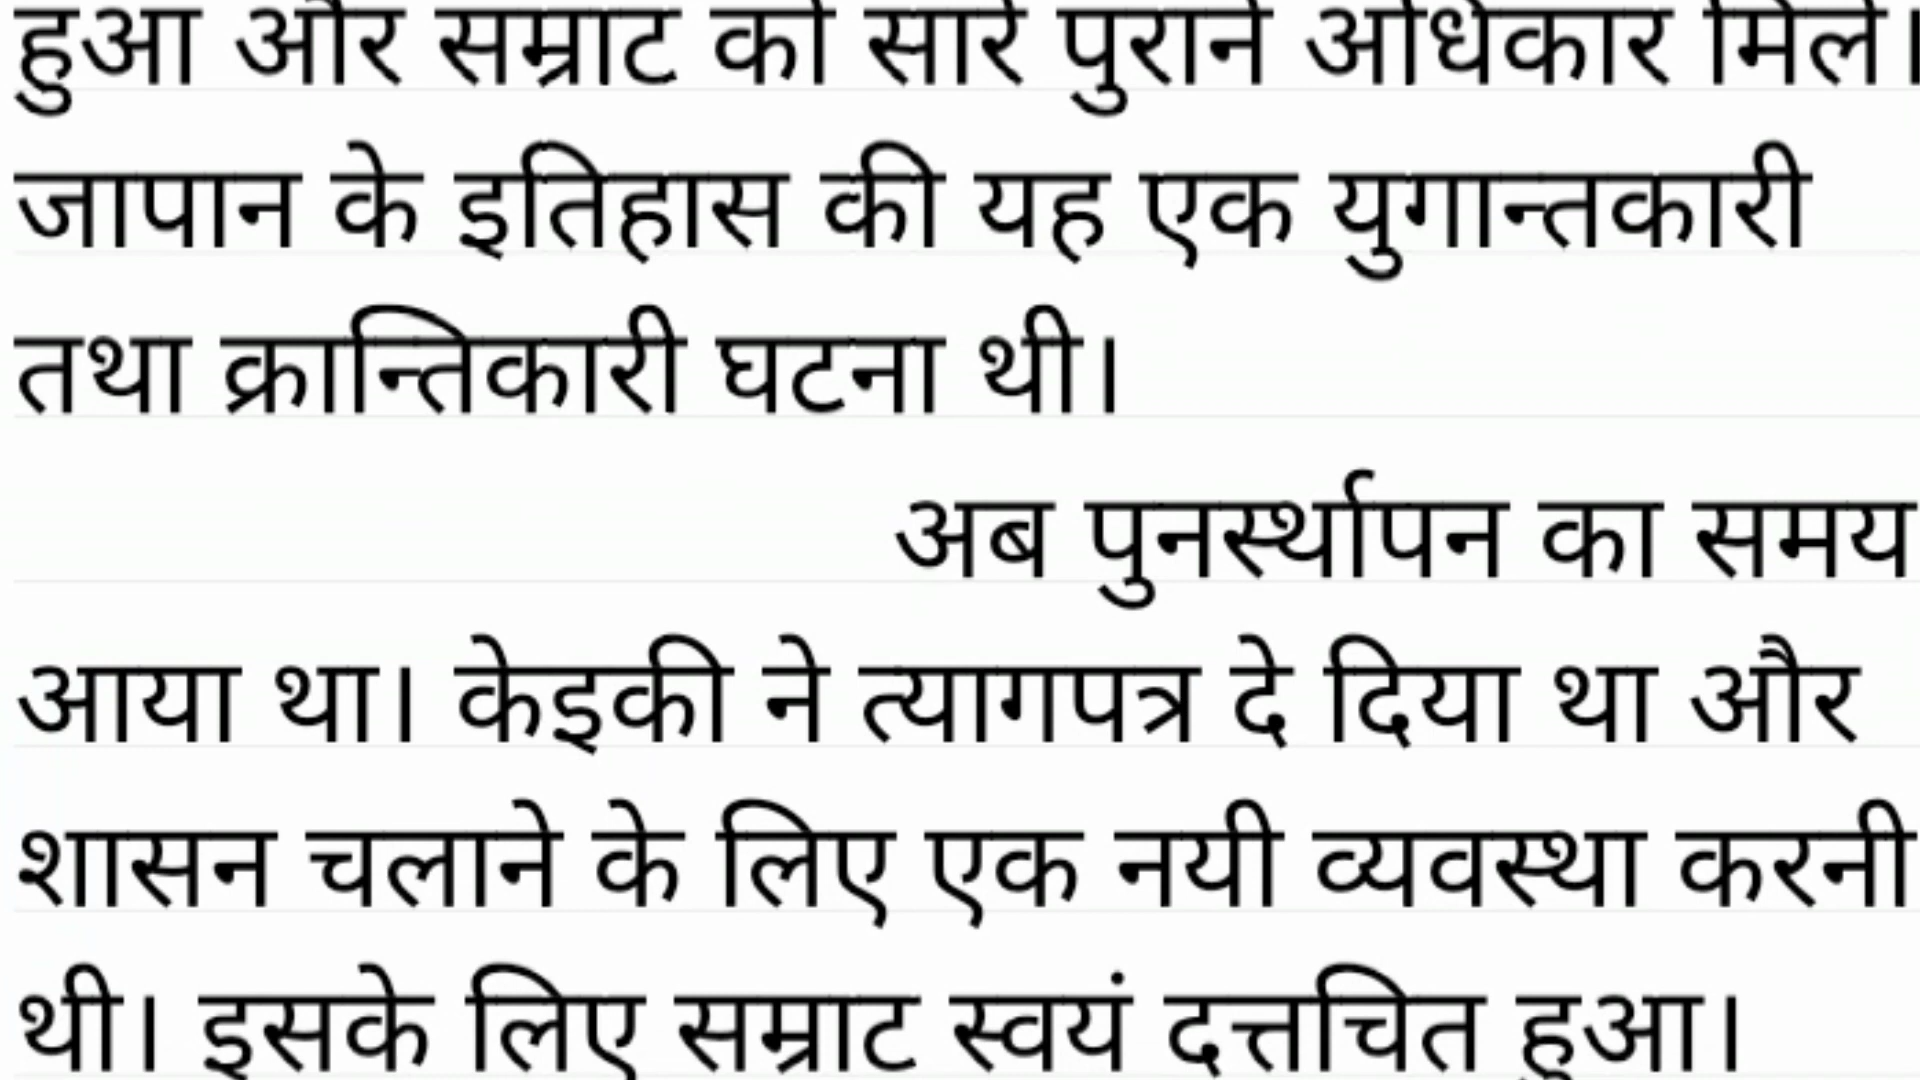 हुआ और सम्राट को सारे पुराने अधिकार मिले।
जापान के इतिहास की यह एक युगान्तकारी
तथा क्रान्तिकारी घटना थी।
अब पुनर्स्थापन का समय
आया था। केइकी ने त्यागपत्र दे दिया था और
शासन चलाने के लिए एक नयी व्यवस्था करनी
थी। इसके लिए सम्राट स्वयं दत्तचित हुआ।